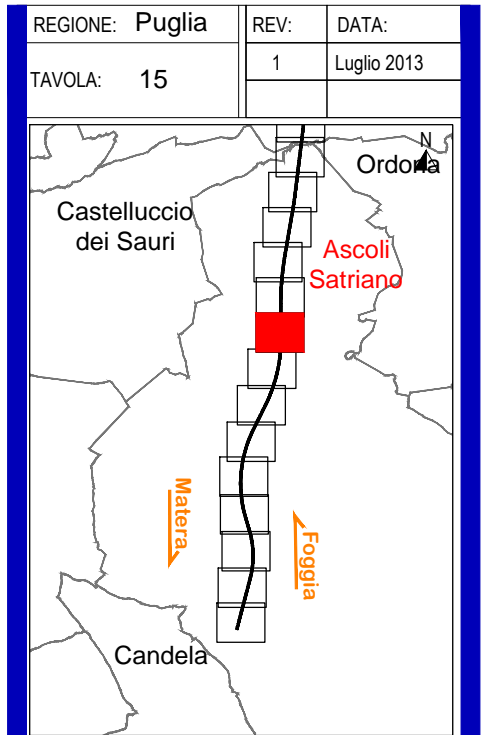 REGIONE: Puglia
REV:
DATA:
1
Luglio 2013
TAVOLA: 15
N
Ordona
Castelluccio
dei Sauri
Ascoli
Satriano
Matera
Foggia
Candela